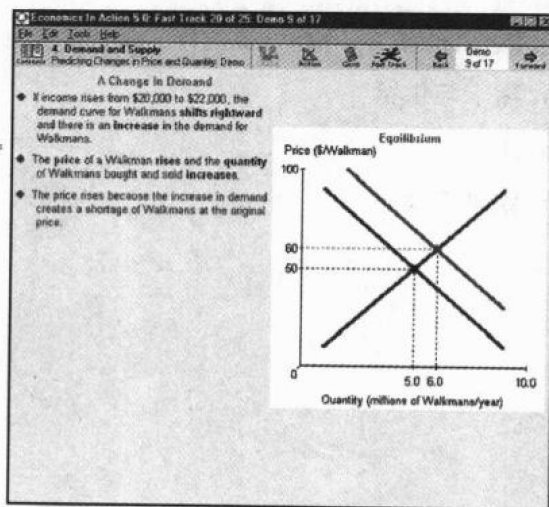 Economics In Action 5.0: Fast Track 20 of 25: Demo 9 of 17
File Edit Tools Help
4. Demand and Supply
Predicting Changes in Price and Quantity: Demo
Contents
Action
Quiz
Fast Track
Back
Demo
9 of 17
Forward
A Change In Demand
If income rises from $20,000 to $22,000, the
demand curve for Walkmans shifts rightward
and there is an increase in the demand for
Walkmans.
The price of a Walkman rises and the quantity
of Walkmans bought and sold increases.
The price rises because the increase in demand
creates a shortage of Walkmans at the original
price.
Equilibrium
Price ($/Walkman)
100
60
50
0
5.0 6.0
10.0
Quantity (millions of Walkmans/year)